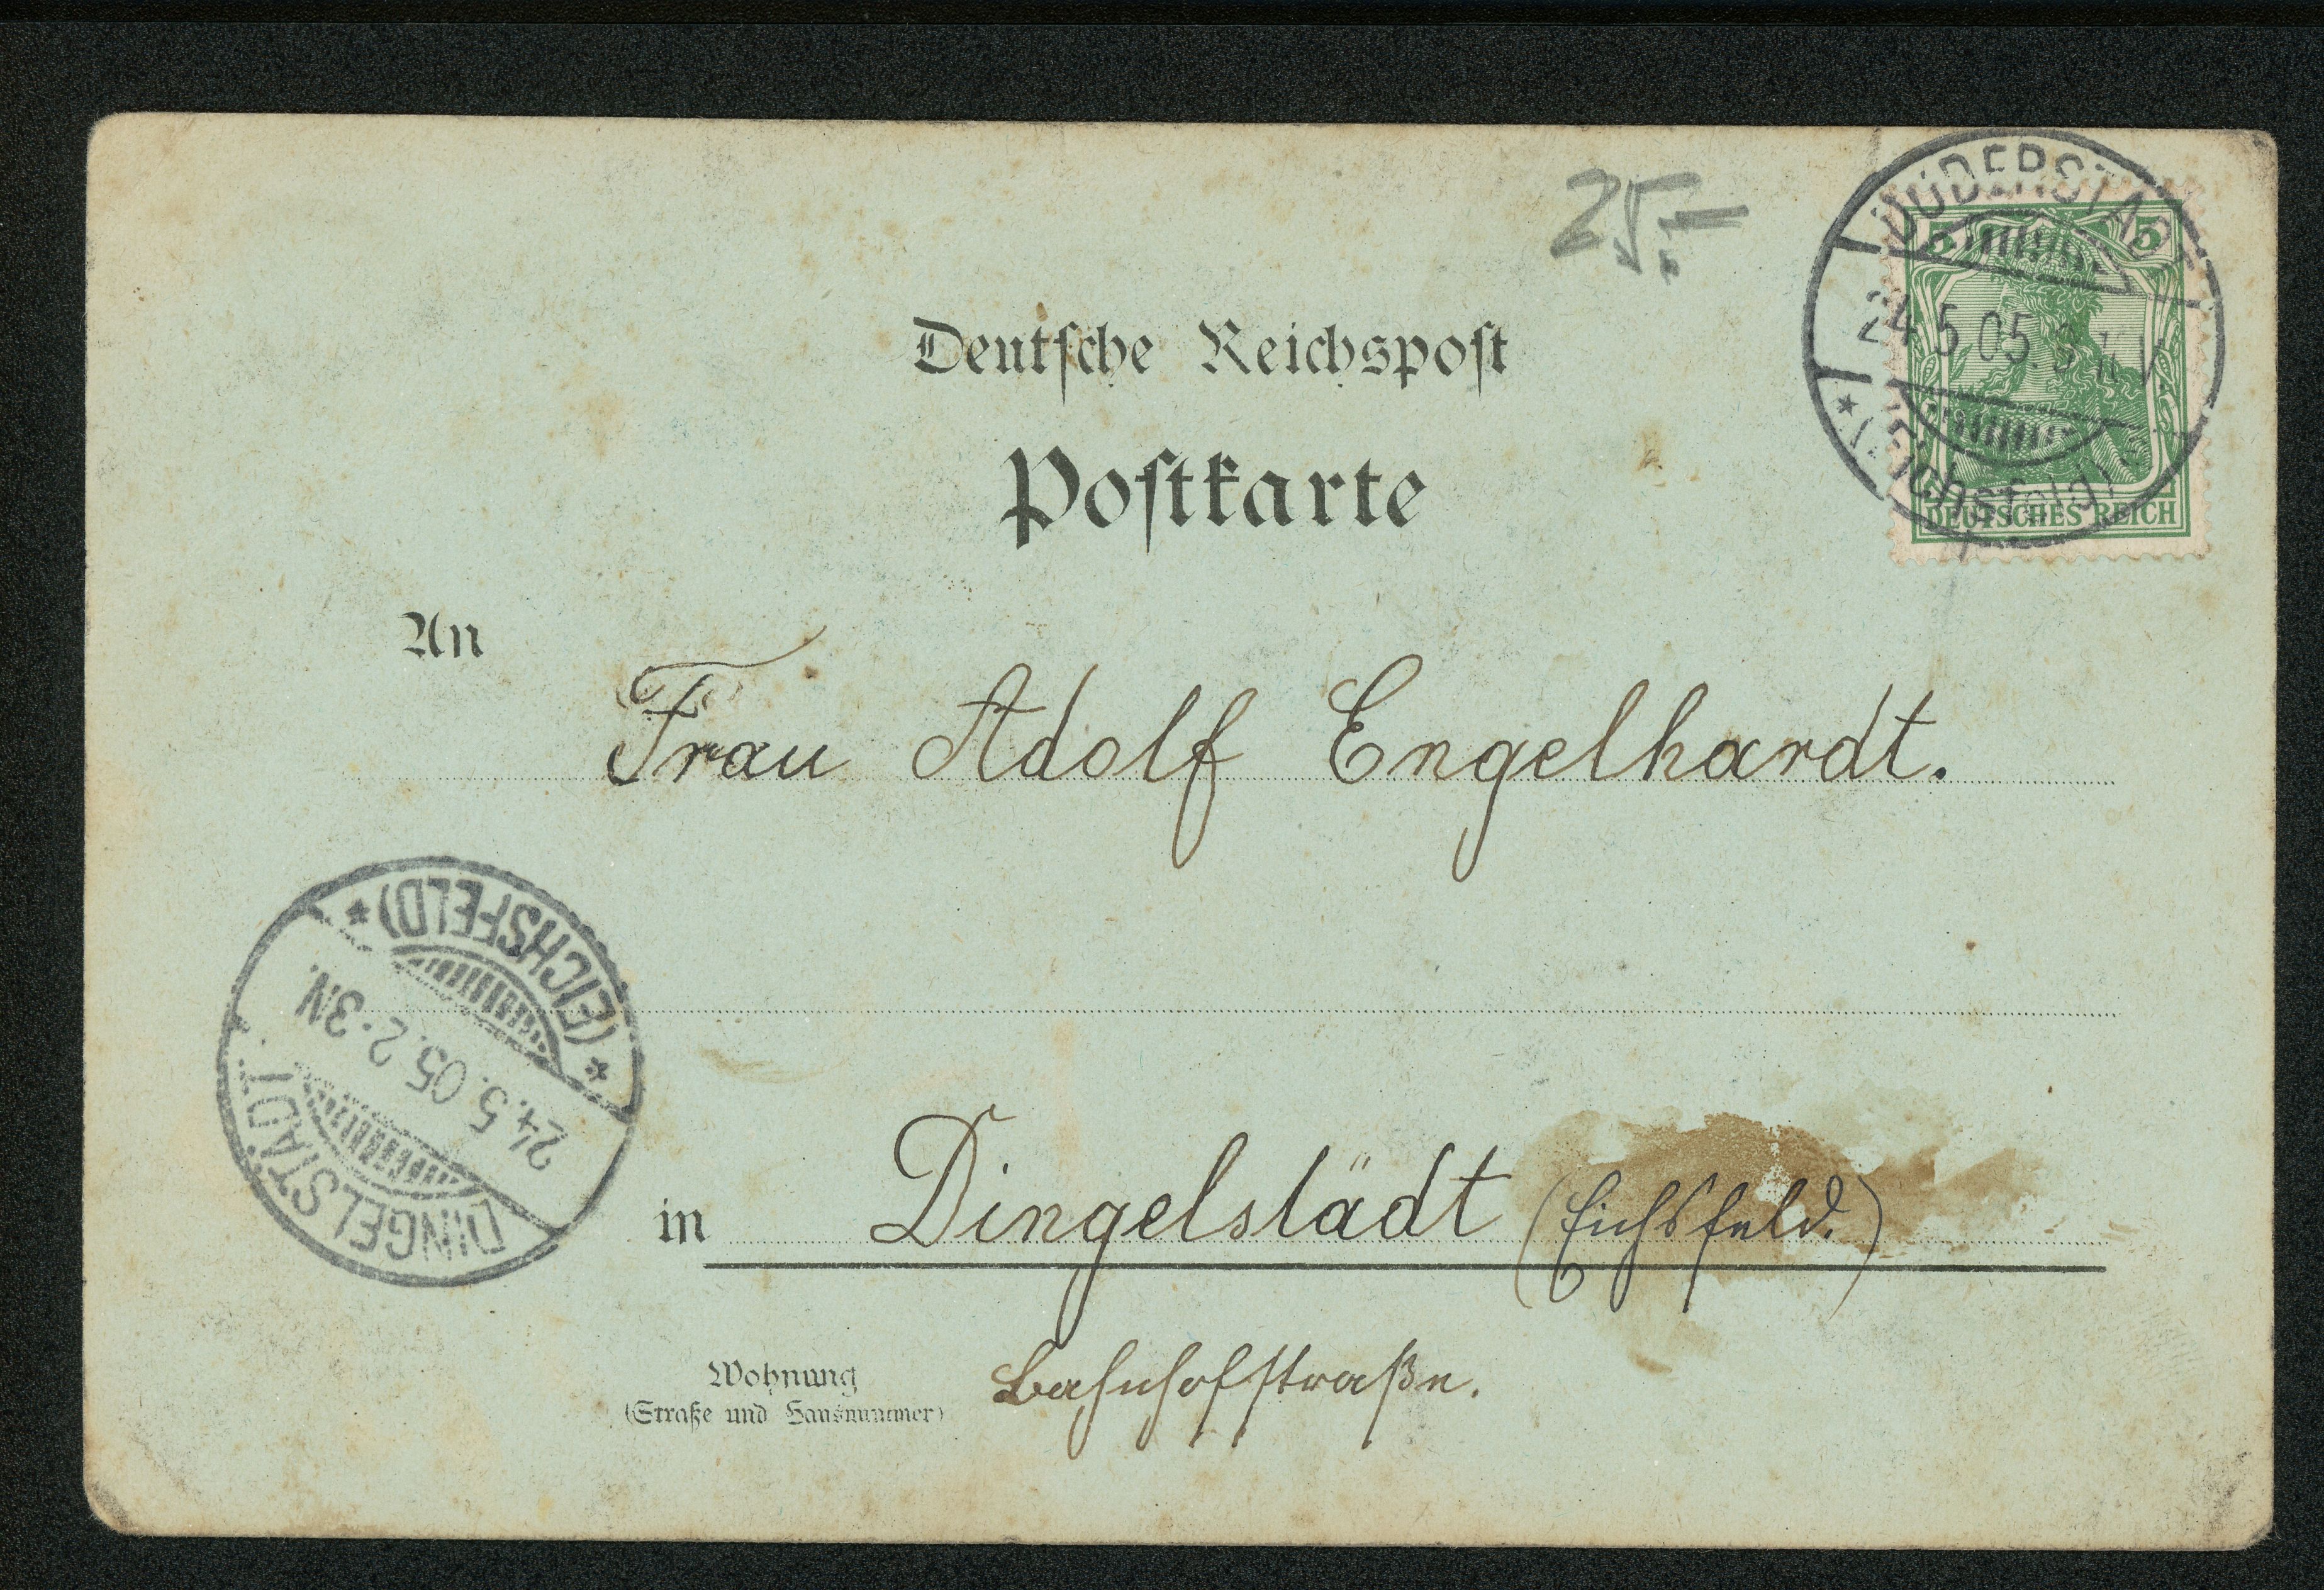 25.-
DUDERSTADT
5 5
24.5.05. V.
* (Eichsfeld)
DEUTSCHES REICH
Deutsche Reichspost
Postkarte
An
Frau Adolf Engelhardt.
* (EICHSFELD) *
24.5.05.2-3N.
DINGELSTÄDT
in Dingelstädt (Eichsfeld.)
Wohnung
(Straße und Hausnummer)
Bahnhofstraße.